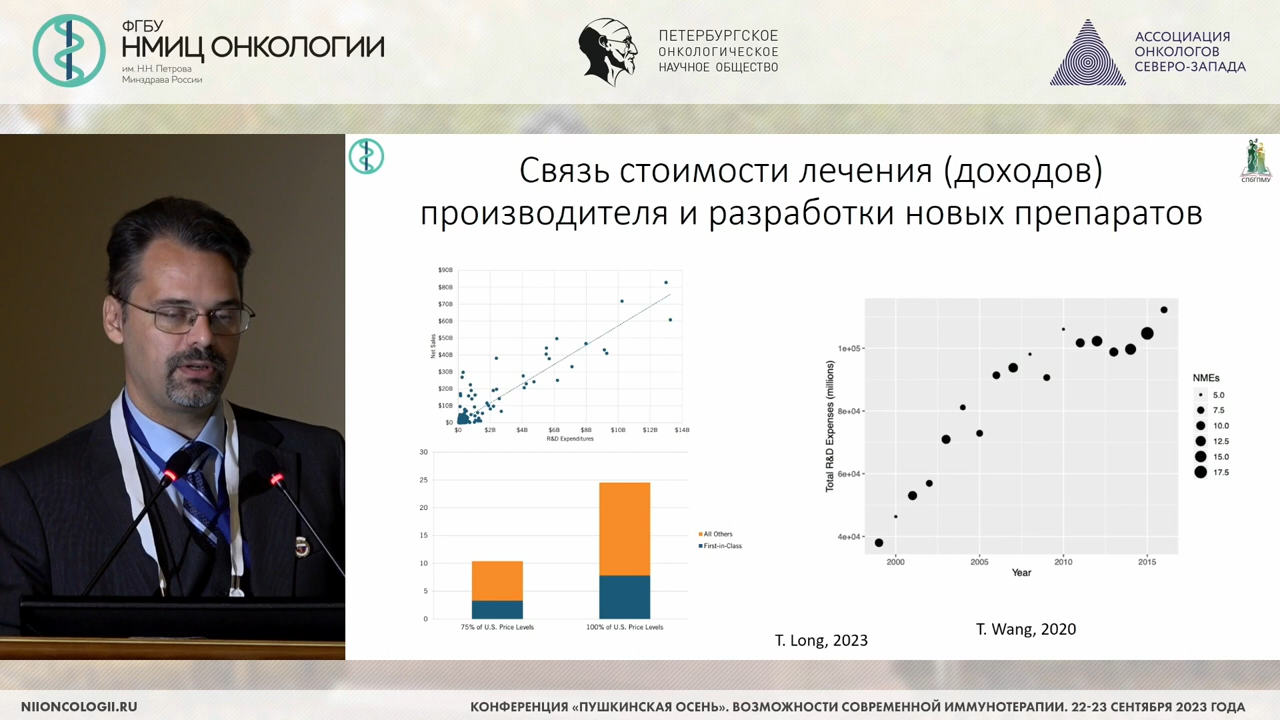 ФГБУ
НМИЦ ОНКОЛОГИИ
им. Н.Н. Петрова
Минздрава России
ПЕТЕРБУРГСКОЕ
ОНКОЛОГИЧЕСКОЕ
НАУЧНОЕ ОБЩЕСТВО
АССОЦИАЦИЯ
ОНКОЛОГОВ
СЕВЕРО-ЗАПАДА
СПбГПМУ
Связь стоимости лечения (доходов)
производителя и разработки новых препаратов
Net Sales
$90B
$80B
$70B
$60B
$50B
$40B
$30B
$20B
$10B
$0
$0 $2B $4B $6B $8B $10B $12B $14B
R&D Expenditures
30
25
20
15
10
5
0
75% of U.S. Price Levels 100% of U.S. Price Levels
All Others
First-in-Class
T. Long, 2023
Total R&D Expenses (millions)
1e+05
8e+04
6e+04
4e+04
2000 2005 2010 2015
Year
NMEs
5.0
7.5
10.0
12.5
15.0
17.5
T. Wang, 2020
NIIONCOLOGII.RU
КОНФЕРЕНЦИЯ «ПУШКИНСКАЯ ОСЕНЬ». ВОЗМОЖНОСТИ СОВРЕМЕННОЙ ИММУНОТЕРАПИИ. 22-23 СЕНТЯБРЯ 2023 ГОДА